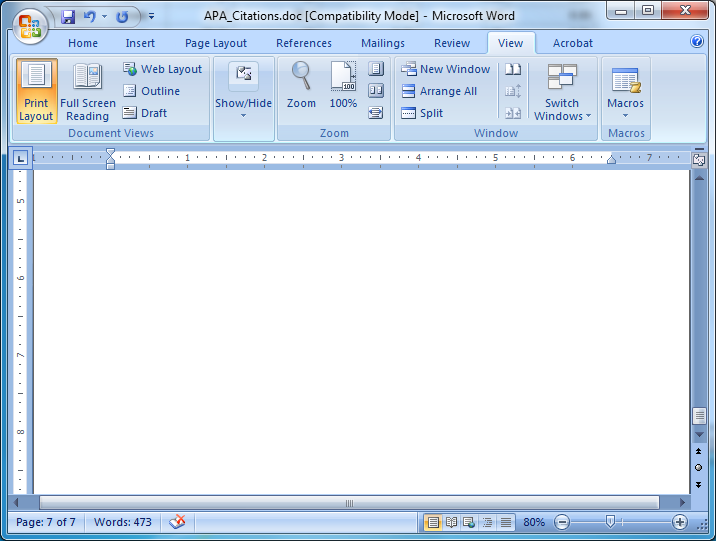 APA_Citations.doc [Compatibility Mode] - Microsoft Word
Home Insert Page Layout References Mailings Review View Acrobat
Print Layout
Full Screen Reading
Web Layout
Outline
Draft
Document Views
Show/Hide
Zoom
100
100%
Zoom
New Window
Arrange All
Split
Switch Windows
Window
Macros
Macros
L
1 1 2 3 4 5 6 7
5
6
7
8
Page: 7 of 7 Words: 473 80%